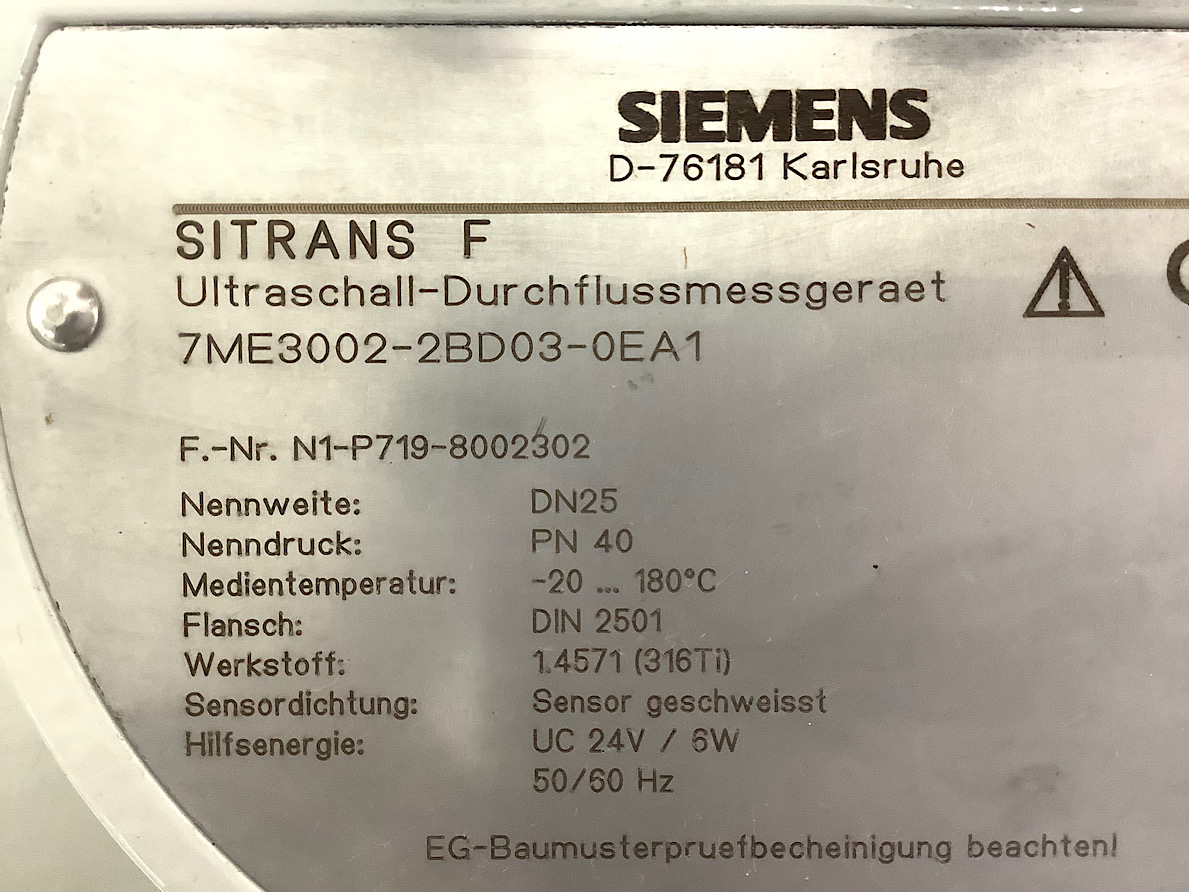 SIEMENS
D-76181 Karlsruhe
SITRANS F
Ultraschall-Durchflussmessgeraet
7ME3002-2BD03-0EA1
F.-Nr. N1-P719-8002302
Nennweite: DN25
Nenndruck: PN 40
Medientemperatur: -20 ... 180°C
Flansch: DIN 2501
Werkstoff: 1.4571 (316Ti)
Sensordichtung: Sensor geschweisst
Hilfsenergie: UC 24V / 6W
50/60 Hz
EG-Baumusterpruefbecheinigung beachten!